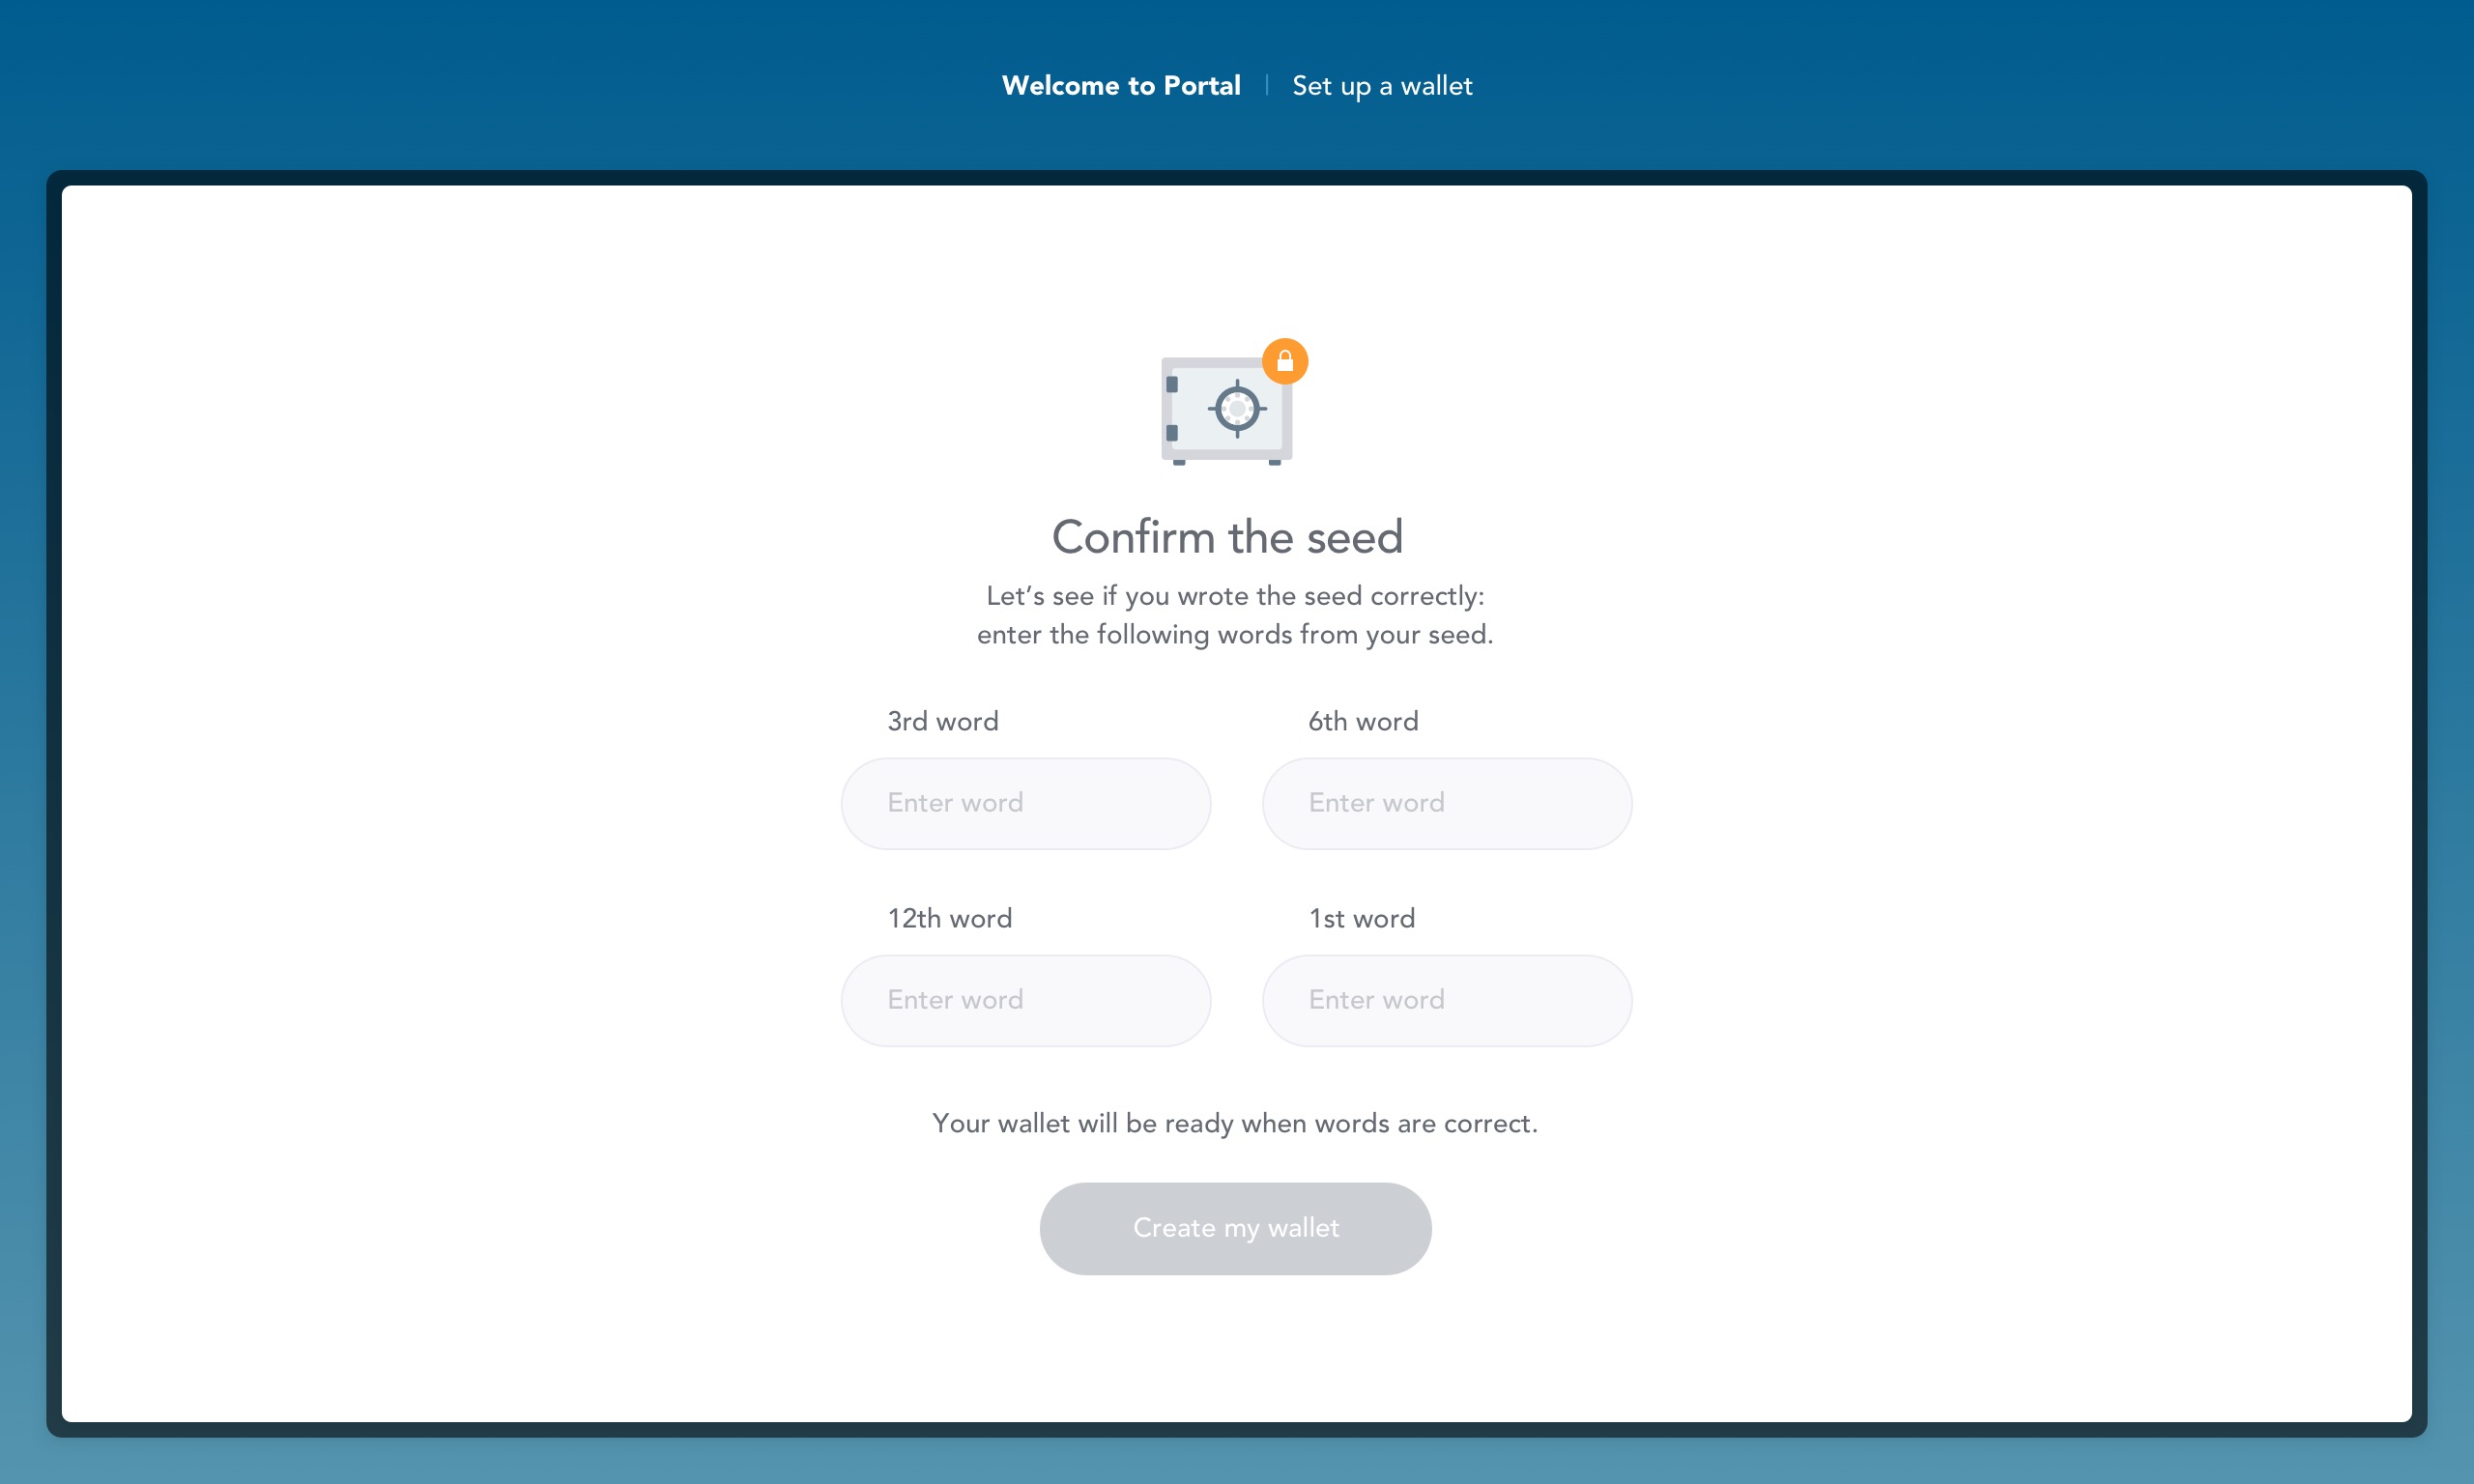 Welcome to Portal | Set up a wallet
Confirm the seed
Let’s see if you wrote the seed correctly:
enter the following words from your seed.
3rd word
6th word
Enter word
Enter word
12th word
1st word
Enter word
Enter word
Your wallet will be ready when words are correct.
Create my wallet